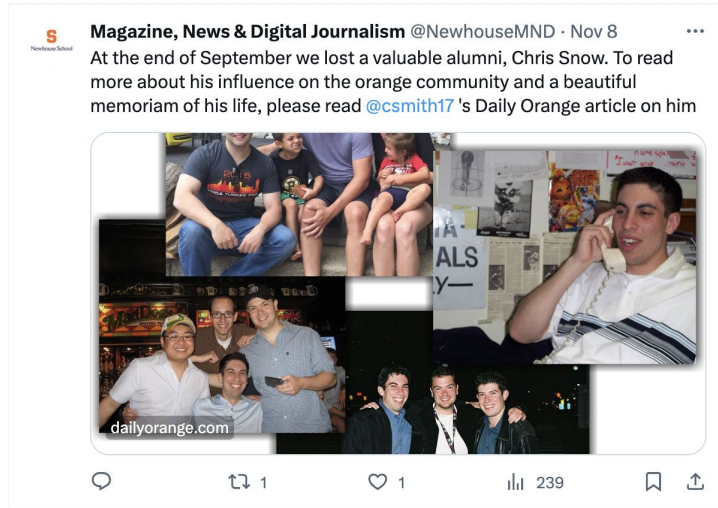 Magazine, News & Digital Journalism @NewhouseMND · Nov 8
S
Newhouse School
At the end of September we lost a valuable alumni, Chris Snow. To read
more about his influence on the orange community and a beautiful
memoriam of his life, please read @csmith17 's Daily Orange article on him
2015
ALS
Y—
dailyorange.com
1
1
239